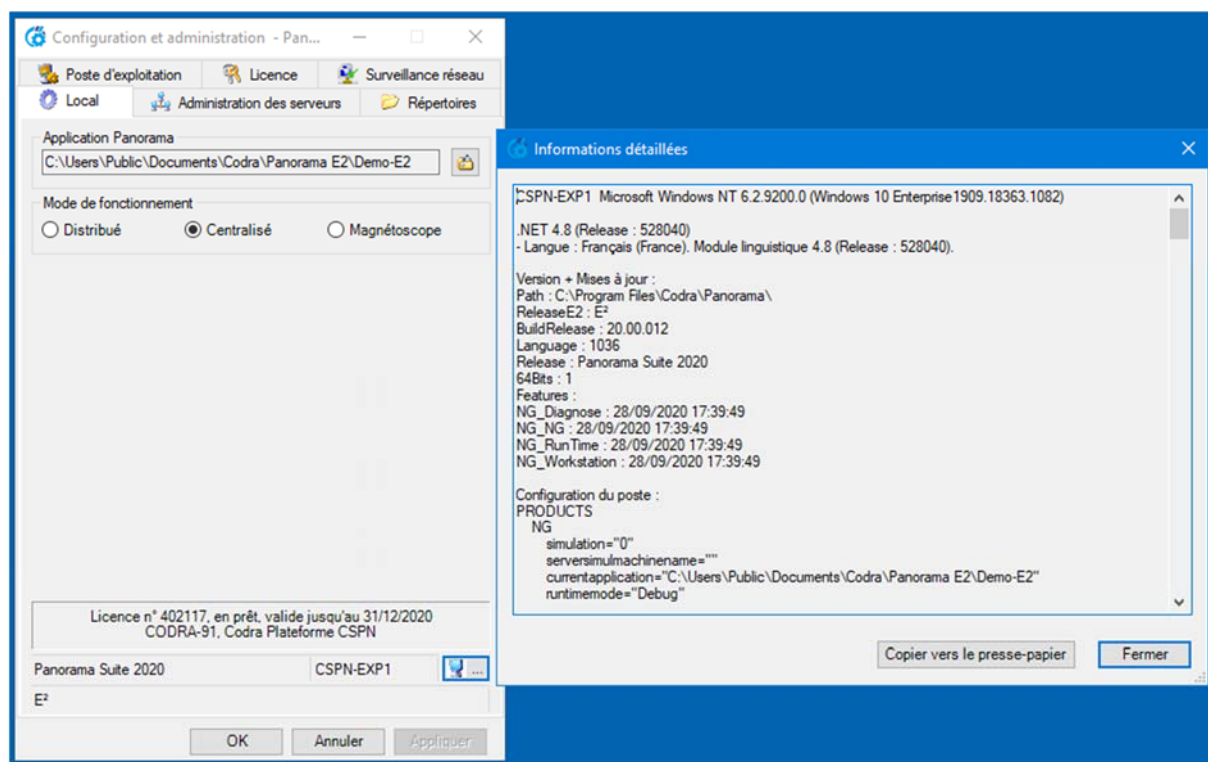 Configuration et administration - Pan...
Poste d'exploitation
Licence
Surveillance réseau
Local
Administration des serveurs
Répertoires
Application Panorama
C:\Users\Public\Documents\Codra\Panorama E2\Demo-E2
Mode de fonctionnement
Distribué
Centralisé
Magnétoscope
Licence n° 402117, en prêt, valide jusqu'au 31/12/2020
CODRA-91, Codra Plateforme CSPN
Panorama Suite 2020
CSPN-EXP1
...
E²
OK
Annuler
Appliquer
Informations détaillées
CSPN-EXP1 Microsoft Windows NT 6.2.9200.0 (Windows 10 Enterprise1909.18363.1082)
.NET 4.8 (Release : 528040)
- Langue : Français (France). Module linguistique 4.8 (Release : 528040).
Version + Mises à jour :
Path : C:\Program Files\Codra\Panorama\
ReleaseE2 : E²
BuildRelease : 20.00.012
Language : 1036
Release : Panorama Suite 2020
64Bits : 1
Features :
NG_Diagnose : 28/09/2020 17:39:49
NG_NG : 28/09/2020 17:39:49
NG_RunTime : 28/09/2020 17:39:49
NG_Workstation : 28/09/2020 17:39:49
Configuration du poste :
PRODUCTS
NG
simulation="0"
serversimulmachinename=""
currentapplication="C:\Users\Public\Documents\Codra\Panorama E2\Demo-E2"
runtimemode="Debug"
Copier vers le presse-papier
Fermer